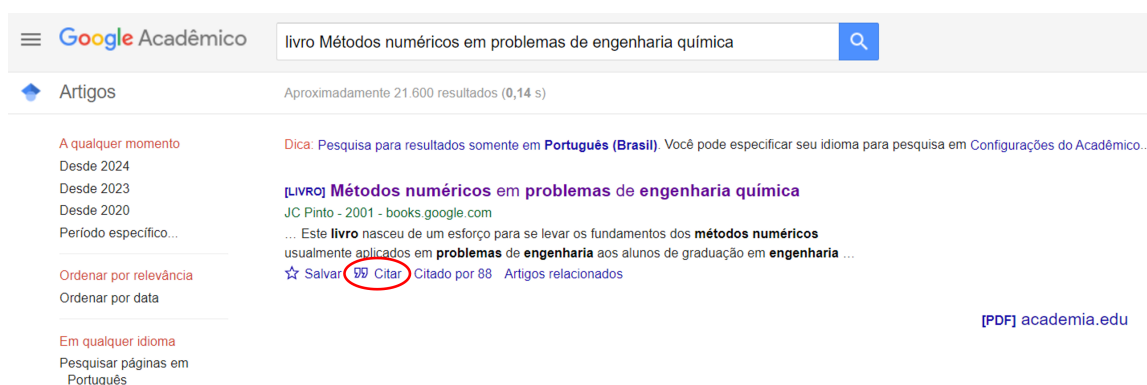 Google Acadêmico
livro Métodos numéricos em problemas de engenharia química
Artigos
Aproximadamente 21.600 resultados (0,14 s)
A qualquer momento
Desde 2024
Desde 2023
Desde 2020
Período específico...
Ordenar por relevância
Ordenar por data
Em qualquer idioma
Pesquisar páginas em
Português
Dica: Pesquisa para resultados somente em Português (Brasil). Você pode especificar seu idioma para pesquisa em Configurações do Acadêmico..
[LIVRO] Métodos numéricos em problemas de engenharia química
JC Pinto - 2001 - books.google.com
… Este livro nasceu de um esforço para se levar os fundamentos dos métodos numéricos
usualmente aplicados em problemas de engenharia aos alunos de graduação em engenharia …
Salvar Citar Citado por 88 Artigos relacionados
[PDF] academia.edu